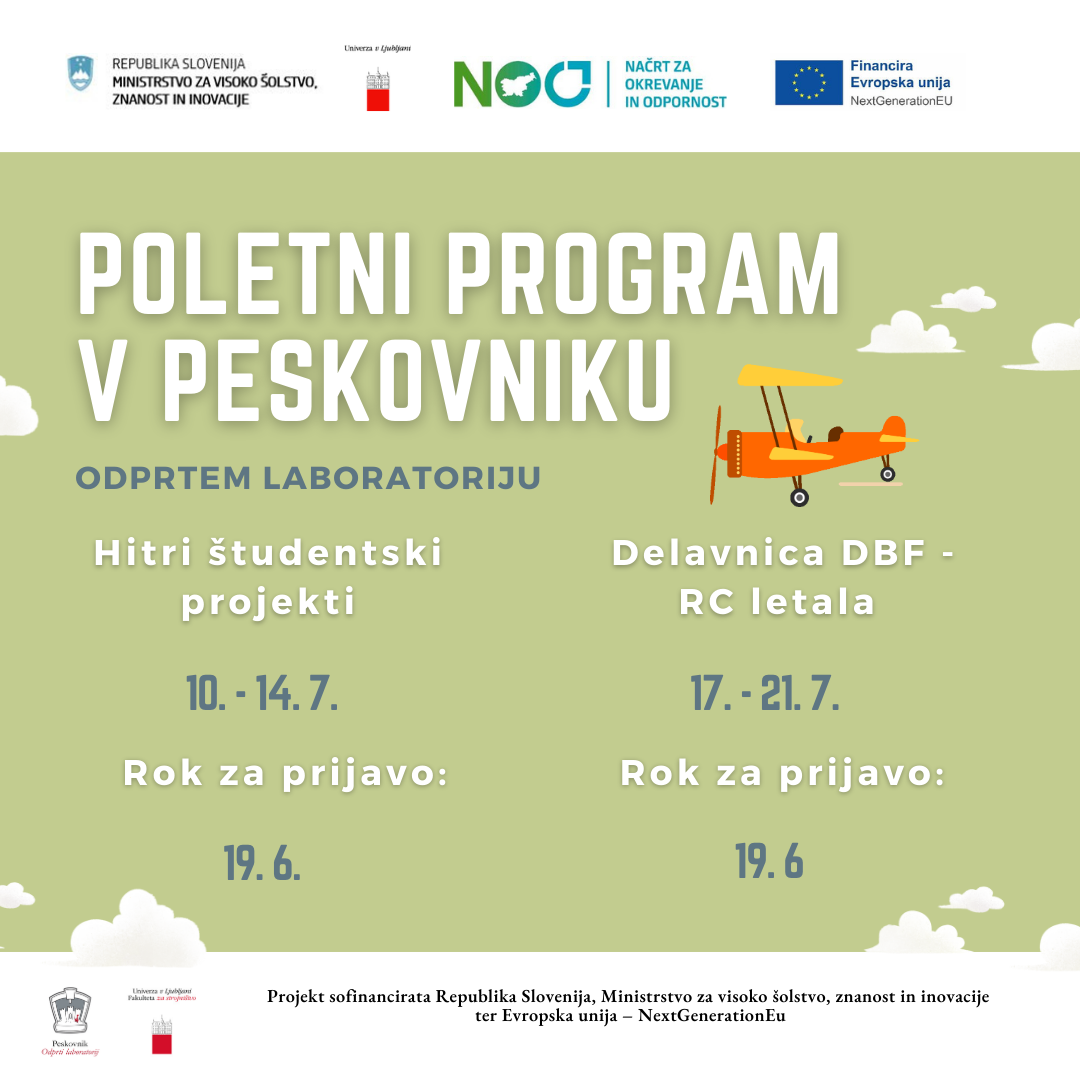 REPUBLIKA SLOVENIJA
MINISTRSTVO ZA VISOKO ŠOLSTVO,
ZNANOST IN INOVACIJE
Univerza v Ljubljani
NOO
NAČRT ZA
OKREVANJE
IN ODPORNOST
Financira
Evropska unija
NextGenerationEU
POLETNI PROGRAM
V PESKOVNIKU
ODPRTEM LABORATORIJU
Hitri študentski
projekti
10. - 14. 7.
Rok za prijavo:
19. 6.
Delavnica DBF -
RC letala
17. - 21. 7.
Rok za prijavo:
19. 6
Peskovnik
Odprti laboratorij
Univerza v Ljubljani
Fakulteta za strojništvo
Projekt sofinancirata Republika Slovenija, Ministrstvo za visoko šolstvo, znanost in inovacije
ter Evropska unija – NextGenerationEu